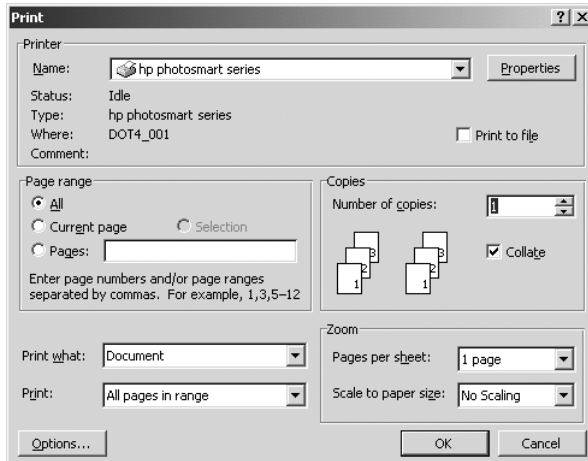 Print
Printer
Name: hp photosmart series Properties
Status: Idle
Type: hp photosmart series
Where: DOT4_001 Print to file
Comment:
Page range
All
Current page Selection
Pages:
Enter page numbers and/or page ranges
separated by commas. For example, 1,3,5–12
Copies
Number of copies: 1
1 2 3 1 2 3 Collate
Print what: Document
Print: All pages in range
Zoom
Pages per sheet: 1 page
Scale to paper size: No Scaling
Options... OK Cancel